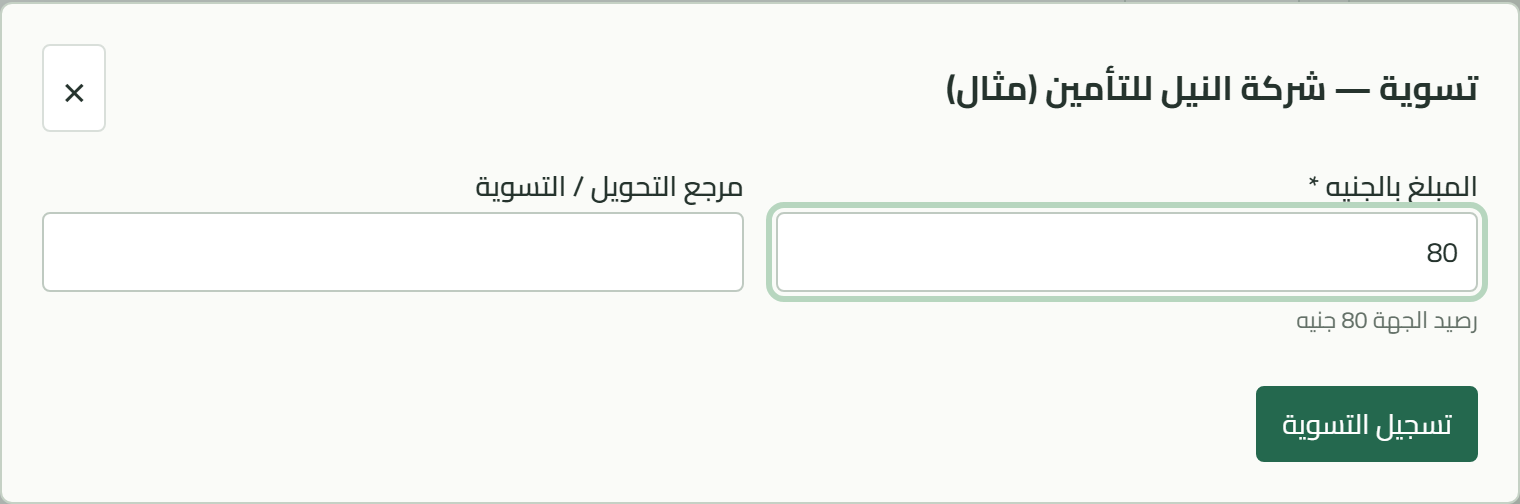 تسوية — شركة النيل للتأمين (مثال)
×
المبلغ بالجنيه *
مرجع التحويل / التسوية
80
رصيد الجهة 80 جنيه
تسجيل التسوية